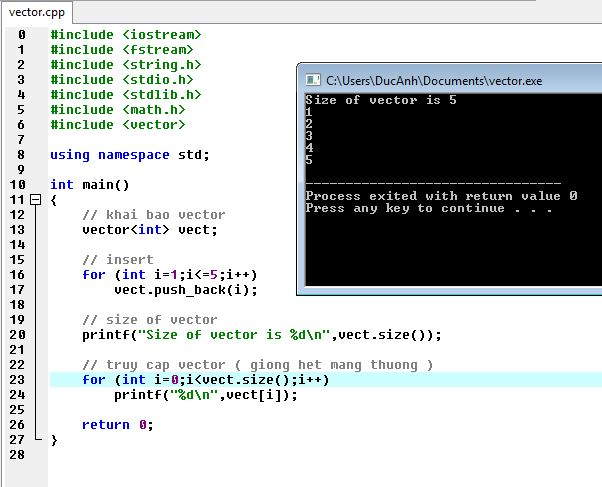 vector.cpp
0 #include <iostream>
1 #include <fstream>
2 #include <string.h>
3 #include <stdio.h>
4 #include <stdlib.h>
5 #include <math.h>
6 #include <vector>
7
8 using namespace std;
9
10 int main()
11 {
12     // khai bao vector
13     vector<int> vect;
14
15     // insert
16     for (int i=1;i<=5;i++)
17         vect.push_back(i);
18
19     // size of vector
20     printf("Size of vector is %d\n",vect.size());
21
22     // truy cap vector ( giong het mang thuong )
23     for (int i=0;i<vect.size();i++)
24         printf("%d\n",vect[i]);
25
26     return 0;
27 }
28
C:\Users\DucAnh\Documents\vector.exe
Size of vector is 5
1
2
3
4
5
--------------------------------
Process exited with return value 0
Press any key to continue . . .